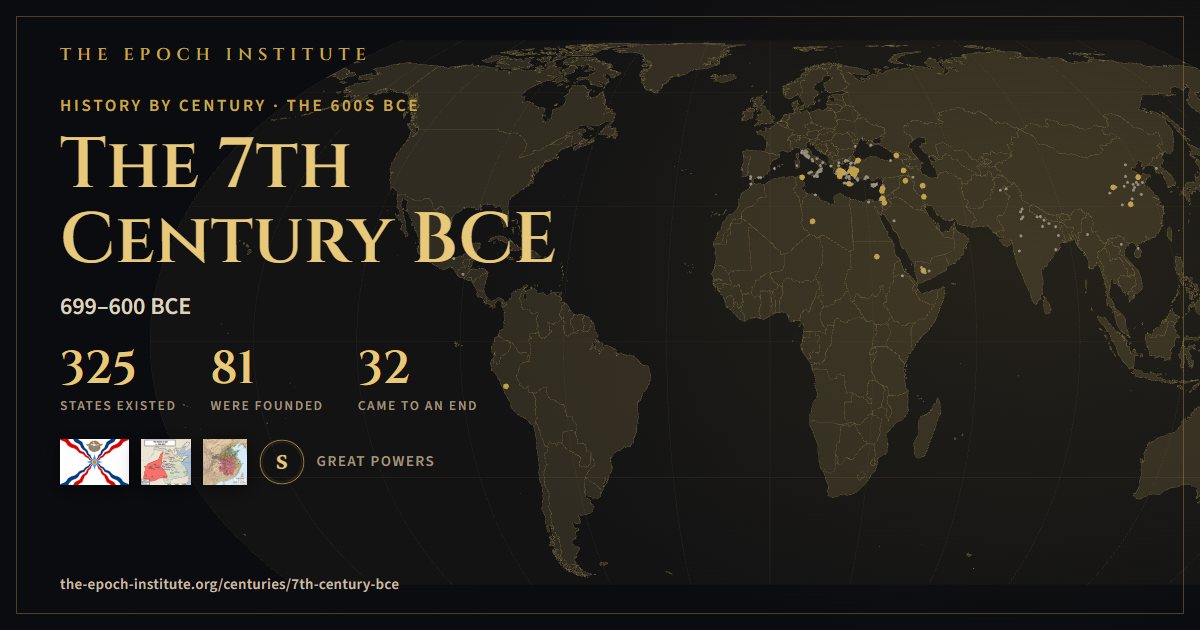 THE EPOCH INSTITUTE
HISTORY BY CENTURY · THE 600S BCE
THE 7TH
CENTURY BCE
699–600 BCE
325 81 32
STATES EXISTED WERE FOUNDED CAME TO AN END
S GREAT POWERS
the-epoch-institute.org/centuries/7th-century-bce